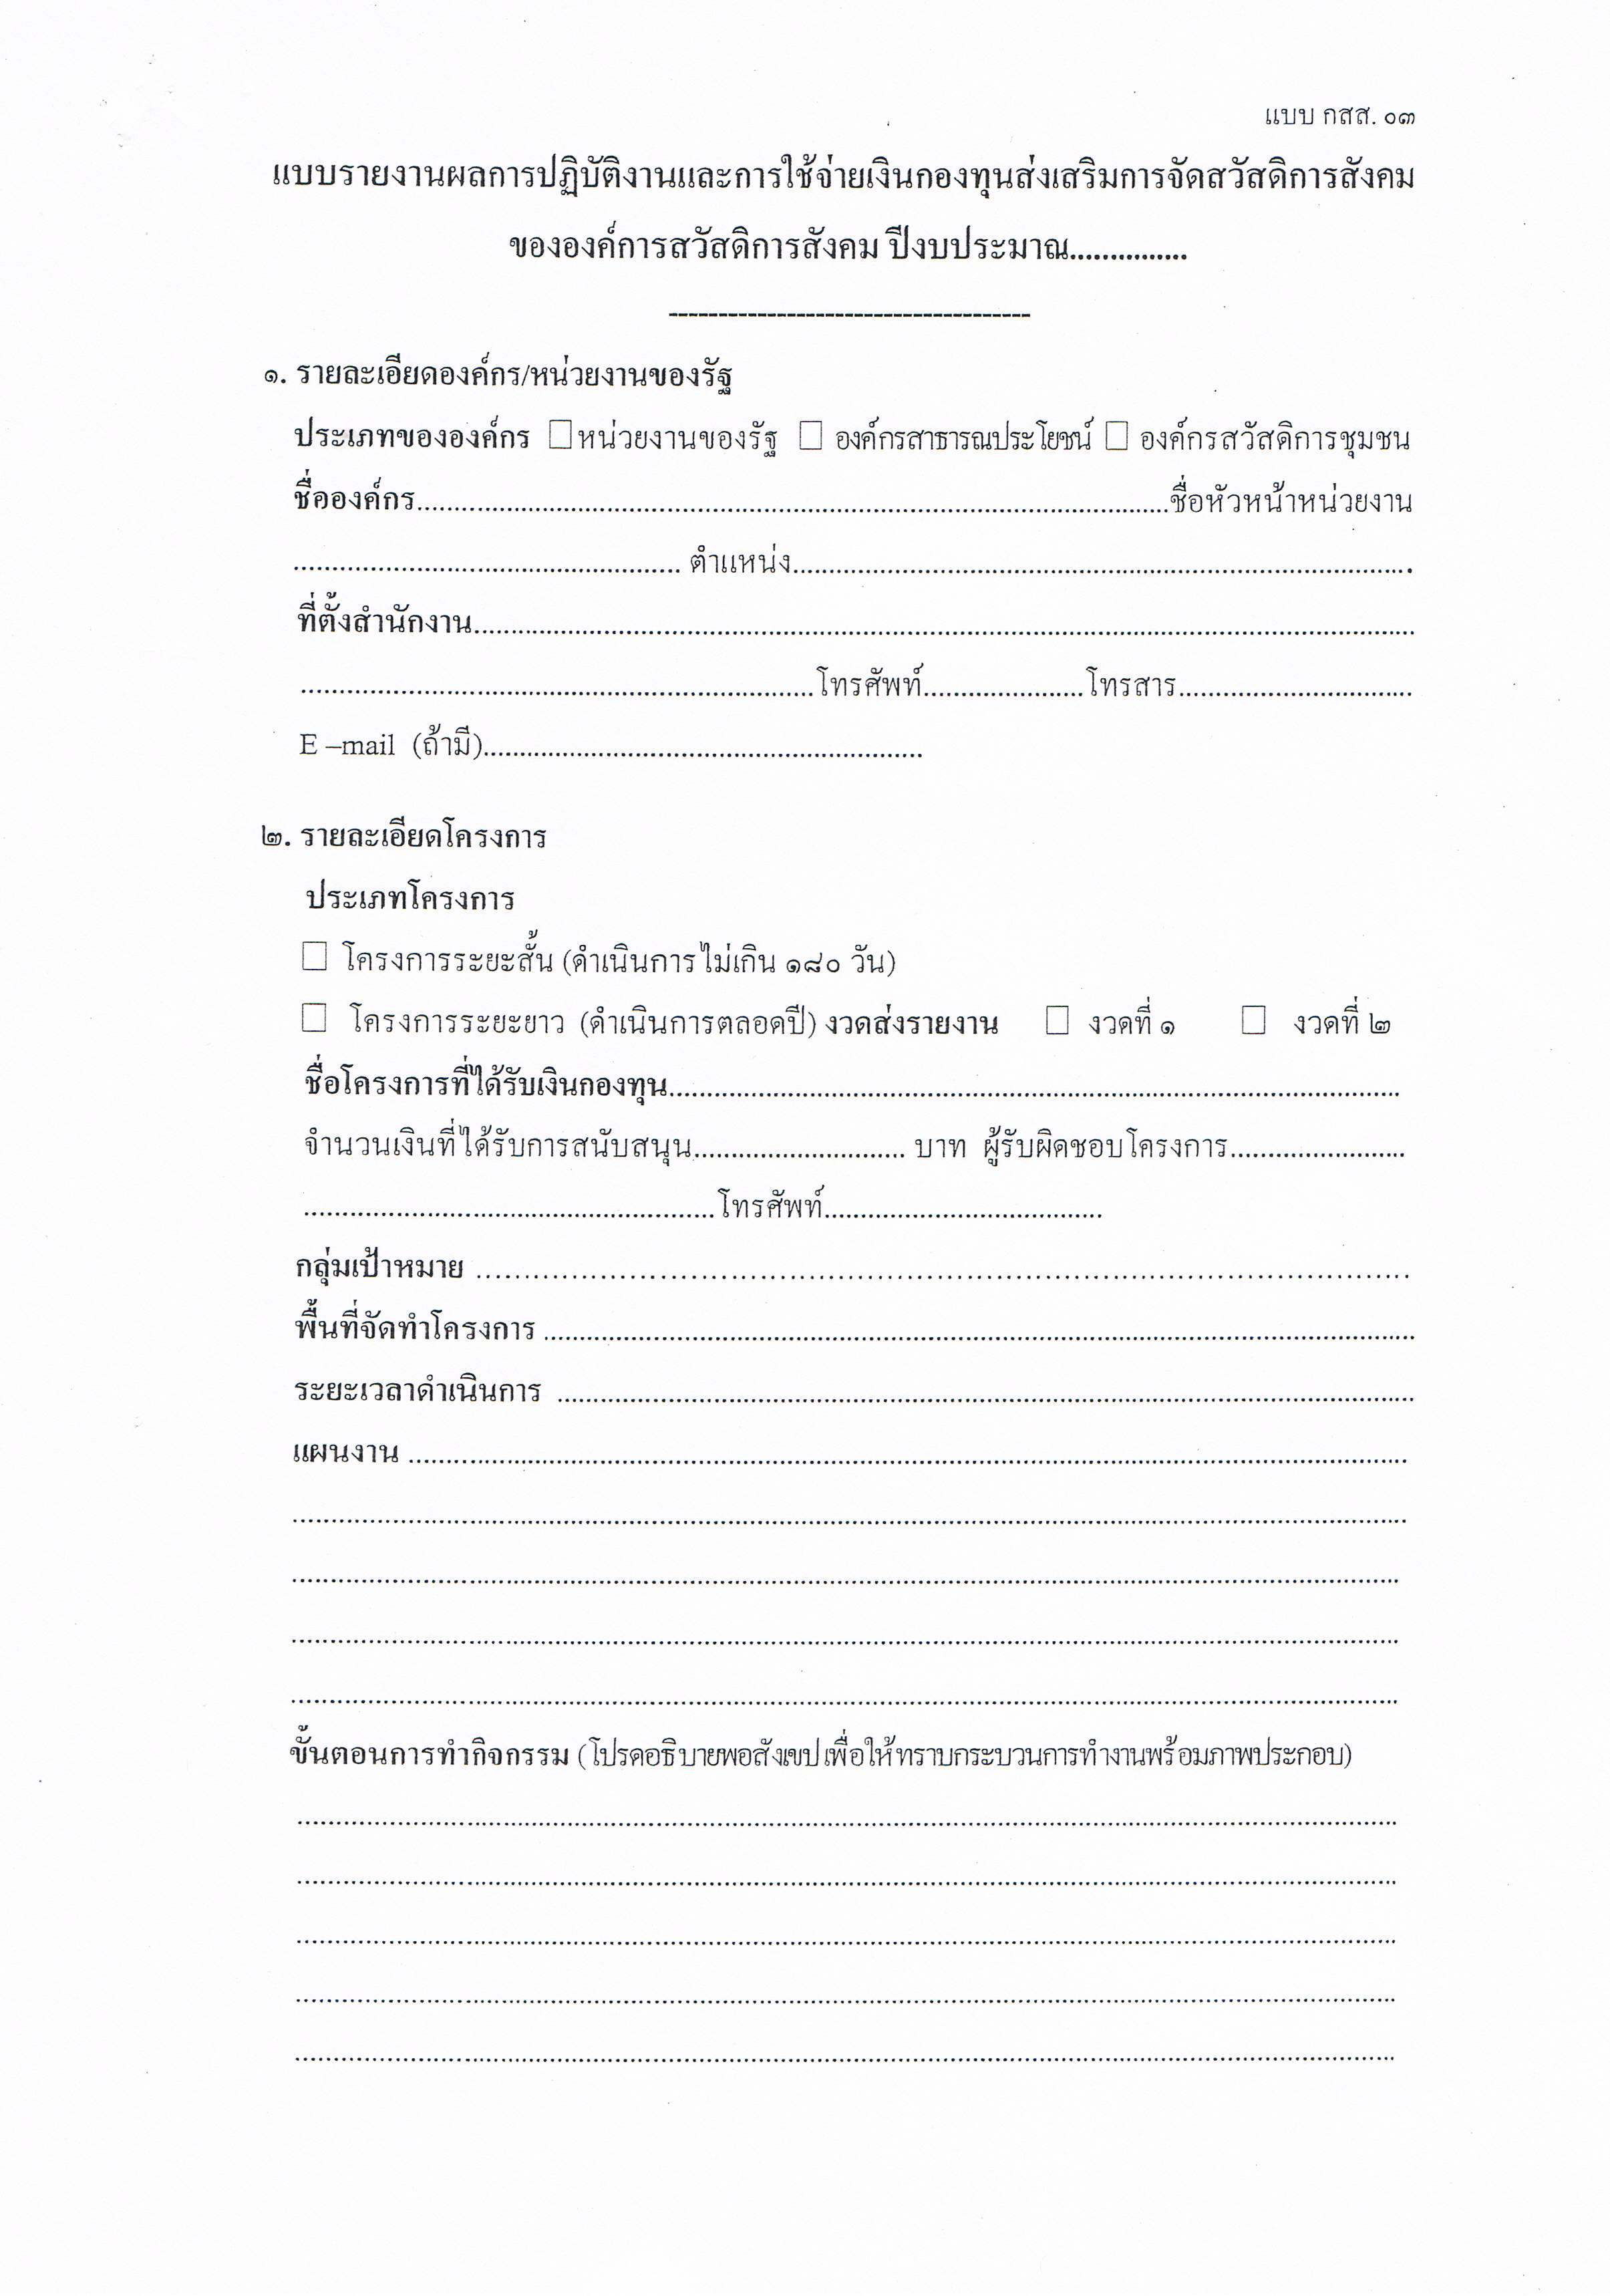 แบบ กสส. ๐๓
แบบรายงานผลการปฏิบัติงานและการใช้จ่ายเงินกองทุนส่งเสริมการจัดสวัสดิการสังคม
ขององค์การสวัสดิการสังคม ปีงบประมาณ...............
-------------------------------------
๑. รายละเอียดองค์กร/หน่วยงานของรัฐ
ประเภทขององค์กร ☐หน่วยงานของรัฐ ☐ องค์กรสาธารณประโยชน์ ☐ องค์กรสวัสดิการชุมชน
ชื่อองค์กร....................................................................................ชื่อหัวหน้าหน่วยงาน
.................................................. ตำแหน่ง................................................................................
ที่ตั้งสำนักงาน........................................................................................................................
..................................................................โทรศัพท์.....................โทรสาร..............................
E –mail (ถ้ามี).........................................................
๒. รายละเอียดโครงการ
ประเภทโครงการ
☐ โครงการระยะสั้น (ดำเนินการไม่เกิน ๑๘๐ วัน)
☐ โครงการระยะยาว (ดำเนินการตลอดปี) งวดส่งรายงาน ☐ งวดที่ ๑ ☐ งวดที่ ๒
ชื่อโครงการที่ได้รับเงินกองทุน..............................................................................................
จำนวนเงินที่ได้รับการสนับสนุน............................ บาท ผู้รับผิดชอบโครงการ.......................
.....................................................โทรศัพท์....................................
กลุ่มเป้าหมาย ..............................................................................................
พื้นที่จัดทำโครงการ ................................................................................................................
ระยะเวลาดำเนินการ ..............................................................................................................
แผนงาน ................................................................................................................................
................................................................................................................................................
................................................................................................................................................
................................................................................................................................................
................................................................................................................................................
ขั้นตอนการทำกิจกรรม (โปรดอธิบายพอสังเขปเพื่อให้ทราบกระบวนการทำงานพร้อมภาพประกอบ)
................................................................................................................................................
................................................................................................................................................
................................................................................................................................................
................................................................................................................................................
................................................................................................................................................